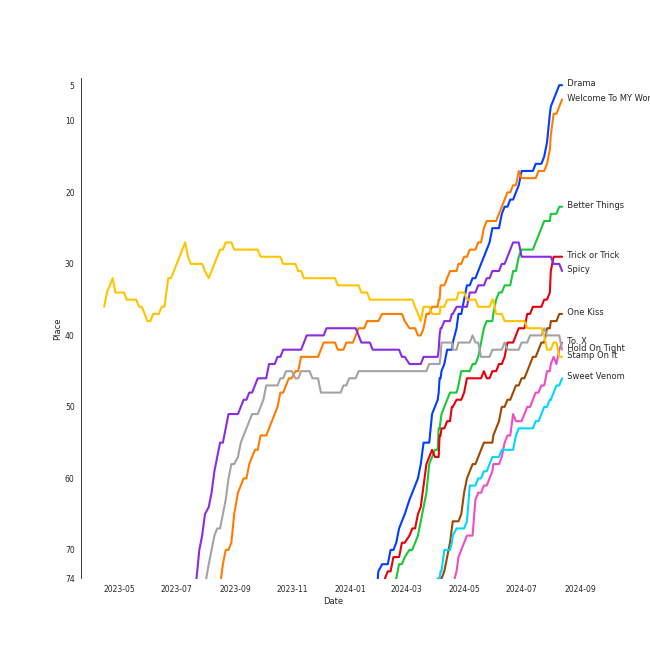 5
Drama
Welcome To MY Wor
10
20
Better Things
Trick or Trick
30
Spicy
One Kiss
40
To. X
Hold On Tight
Stamp On It
Sweet Venom
50
60
70
74
Place
2023-05
2023-07
2023-09
2023-11
2024-01
2024-03
2024-05
2024-07
2024-09
Date